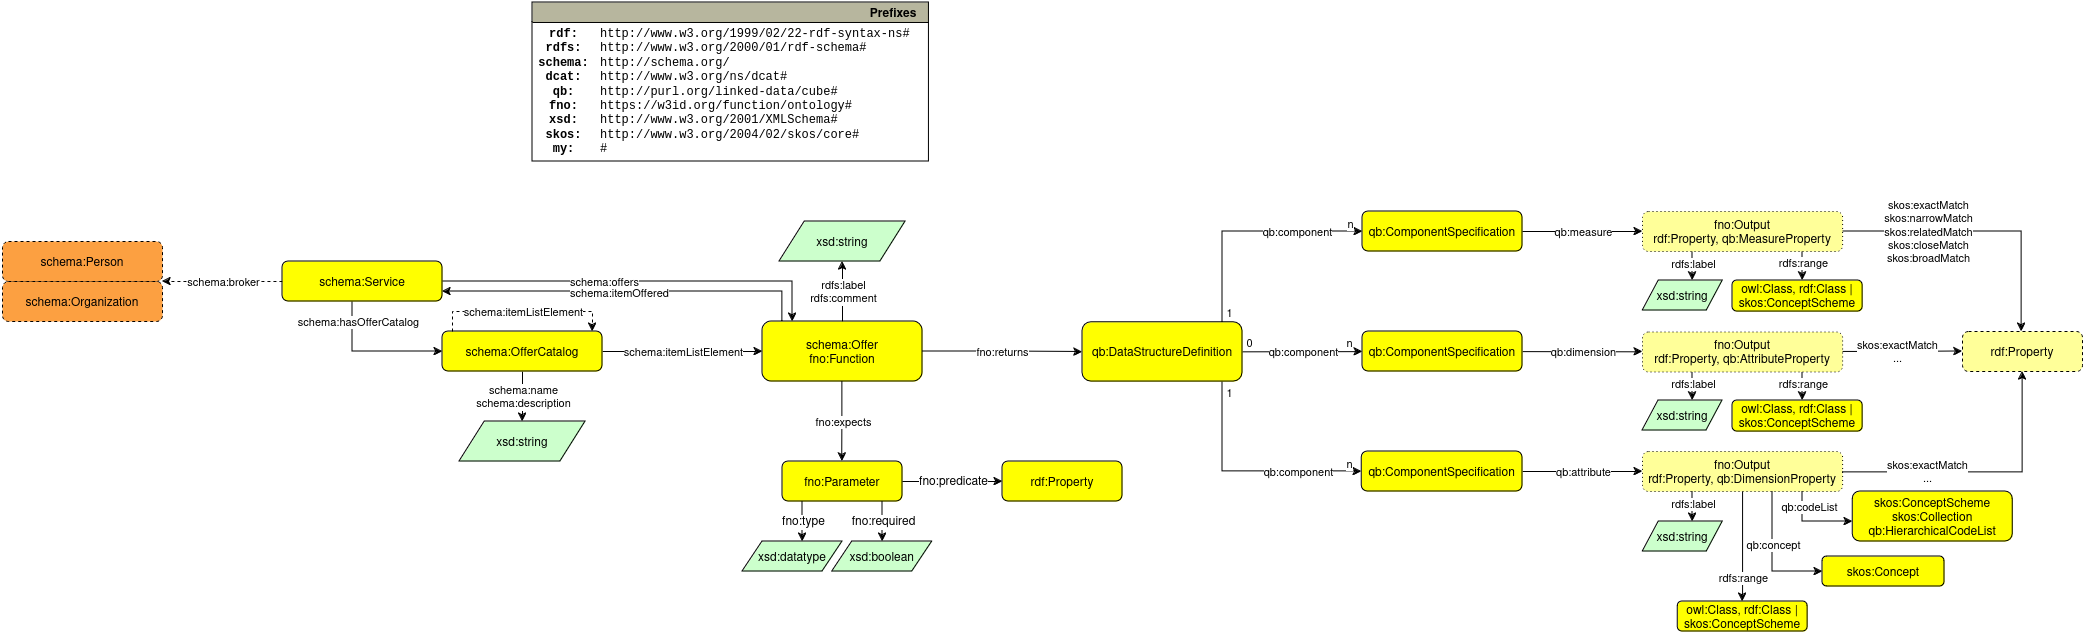 Prefixes
rdf: http://www.w3.org/1999/02/22-rdf-syntax-ns#
rdfs: http://www.w3.org/2000/01/rdf-schema#
schema: http://schema.org/
dcat: http://www.w3.org/ns/dcat#
qb: http://purl.org/linked-data/cube#
fno: https://w3id.org/function/ontology#
xsd: http://www.w3.org/2001/XMLSchema#
skos: http://www.w3.org/2004/02/skos/core#
my: #
schema:Person
schema:Organization
schema:broker
schema:Service
schema:offers
schema:itemOffered
schema:hasOfferCatalog
schema:itemListElement
schema:OfferCatalog
schema:itemListElement
schema:name
schema:description
xsd:string
xsd:string
rdfs:label
rdfs:comment
schema:Offer
fno:Function
fno:returns
fno:expects
fno:Parameter
fno:predicate
rdf:Property
fno:type
fno:required
xsd:datatype
xsd:boolean
qb:DataStructureDefinition
1
0
1
qb:component
n
qb:ComponentSpecification
qb:measure
fno:Output
rdf:Property, qb:MeasureProperty
skos:exactMatch
skos:narrowMatch
skos:relatedMatch
skos:closeMatch
skos:broadMatch
rdfs:label
rdfs:range
xsd:string
owl:Class, rdf:Class |
skos:ConceptScheme
qb:component
n
qb:ComponentSpecification
qb:dimension
fno:Output
rdf:Property, qb:AttributeProperty
skos:exactMatch
...
rdf:Property
rdfs:label
rdfs:range
xsd:string
owl:Class, rdf:Class |
skos:ConceptScheme
qb:component
n
qb:ComponentSpecification
qb:attribute
fno:Output
rdf:Property, qb:DimensionProperty
skos:exactMatch
...
rdfs:label
qb:codeList
xsd:string
skos:ConceptScheme
skos:Collection
qb:HierarchicalCodeList
qb:concept
skos:Concept
rdfs:range
owl:Class, rdf:Class |
skos:ConceptScheme